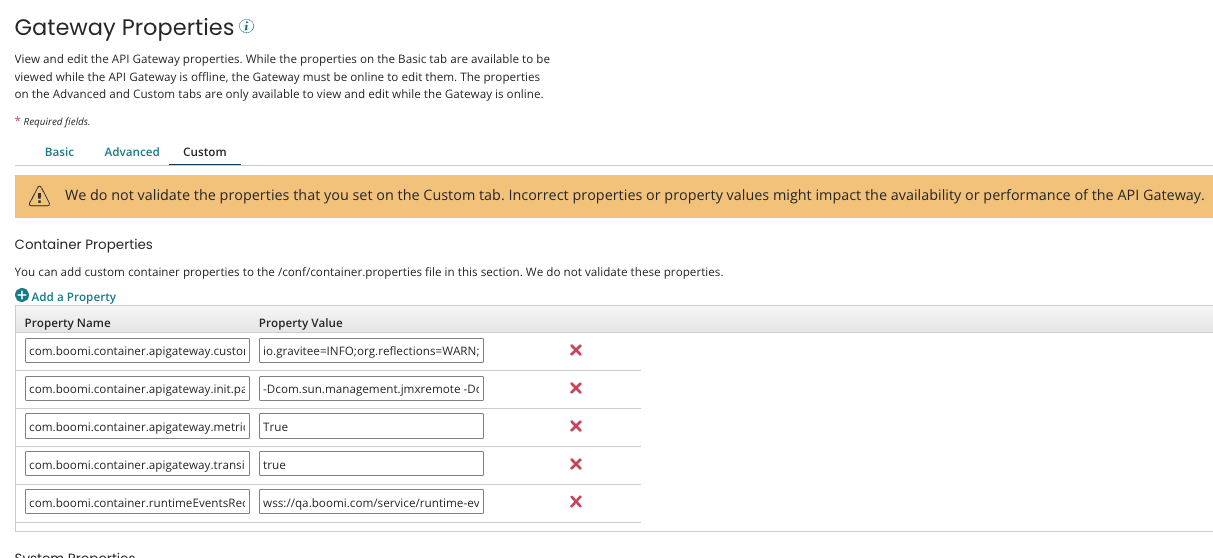 Gateway Properties
View and edit the API Gateway properties. While the properties on the Basic tab are available to be
viewed while the API Gateway is offline, the Gateway must be online to edit them. The properties
on the Advanced and Custom tabs are only available to view and edit while the Gateway is online.
* Required fields.
Basic Advanced Custom
We do not validate the properties that you set on the Custom tab. Incorrect properties or property values might impact the availability or performance of the API Gateway.
Container Properties
You can add custom container properties to the /conf/container.properties file in this section. We do not validate these properties.
Add a Property
Property Name Property Value
com.boomi.container.apigateway.custo io.gravitee=INFO;org.reflections=WARN;
com.boomi.container.apigateway.init.pa -Dcom.sun.management.jmxremote -Dc
com.boomi.container.apigateway.metri True
com.boomi.container.apigateway.transi true
com.boomi.container.runtimeEventsRe wss://qa.boomi.com/service/runtime-ev
System Properties